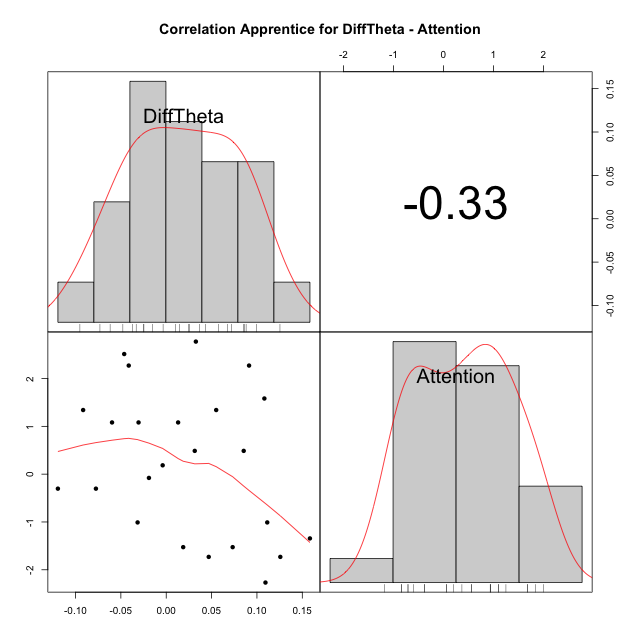 Correlation Apprentice for DiffTheta - Attention
-2 -1 0 1 2
DiffTheta
-0.33
0.15
0.10
0.05
0.00
-0.05
-0.10
Attention
2
1
0
-1
-2
-0.10 -0.05 0.00 0.05 0.10 0.15